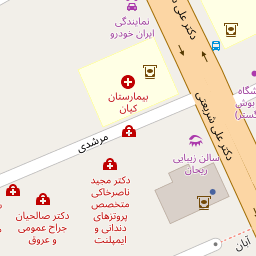 نمایندگی
ایران خودرو
دکتر علی
بیمارستان
کیان
مرشدی
دکتر علی شریعتی
سالن زیبایی
ریحان
دکتر مجید
ناصرخاکی
متخصص
پروتزهای
دندانی و
ایمپلنت
دکتر صالحیان
جراح عمومی
و عروق
آبان